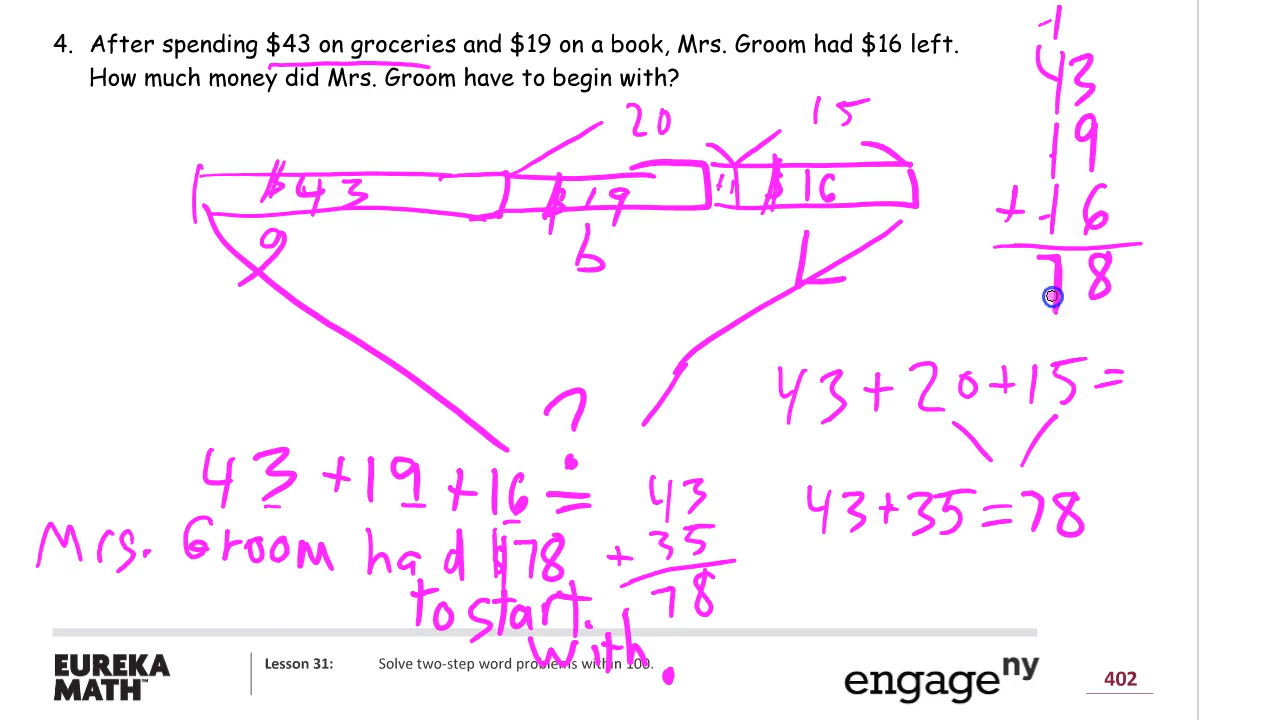 4. After spending $43 on groceries and $19 on a book, Mrs. Groom had $16 left.
How much money did Mrs. Groom have to begin with?
1
43
19
+16
78
20
15
$43
$19
+1
$16
g
b
L
?
43+20+15=
43+35=78
43+19+16=
43
+35
78
Mrs. Groom had $78
to start.
with.
EUREKA
MATH™
Lesson 31:
Solve two-step word problems within 100.
engage ny
402